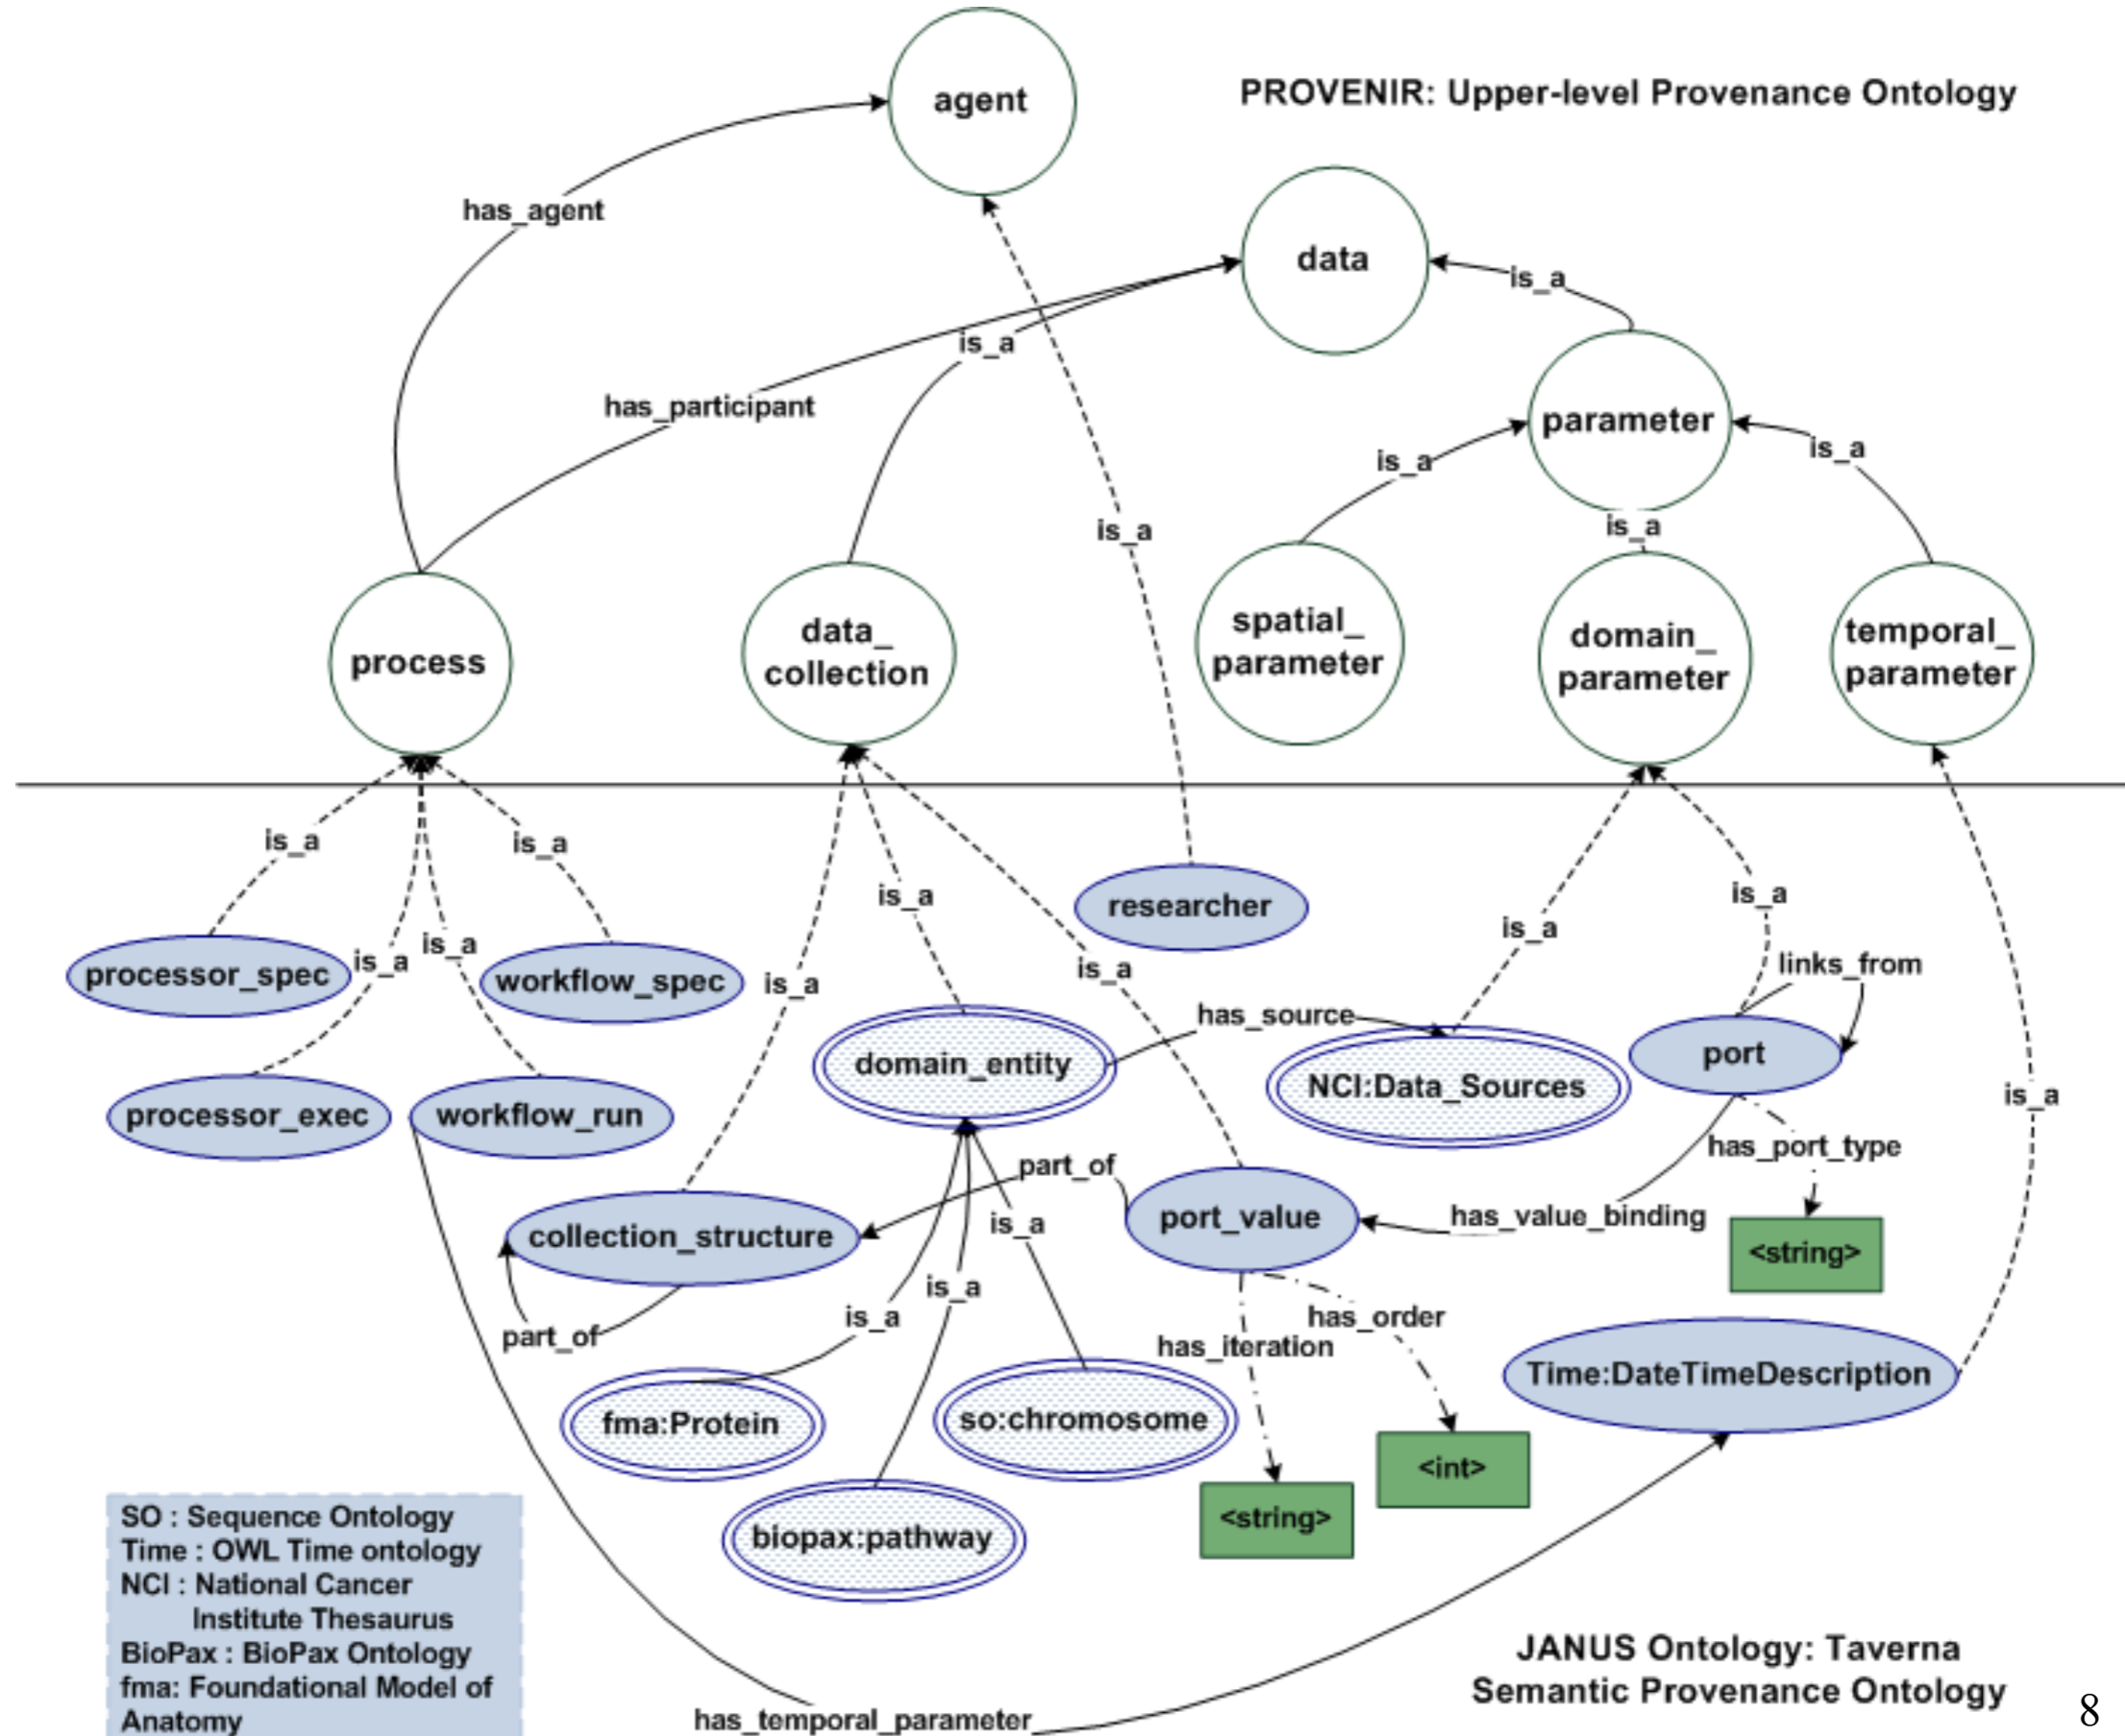 agent
PROVENIR: Upper-level Provenance Ontology
has_agent
data
is_a
is_a
has_participant
parameter
is_a
is_a
is_a
is_a
process
data_
collection
spatial_
parameter
domain_
parameter
temporal_
parameter
is_a
is_a
is_a
researcher
is_a
is_a
is_a
is_a
links_from
processor_spec
is_a
workflow_spec
is_a
is_a
has_source
domain_entity
port
NCI:Data_Sources
is_a
processor_exec
workflow_run
has_port_type
part_of
is_a
port_value
has_value_binding
collection_structure
<string>
is_a
is_a
has_order
part_of
has_iteration
Time:DateTimeDescription
fma:Protein
so:chromosome
<int>
<string>
biopax:pathway
SO : Sequence Ontology
Time : OWL Time ontology
NCI : National Cancer
Institute Thesaurus
BioPax : BioPax Ontology
fma: Foundational Model of
Anatomy
JANUS Ontology: Taverna
Semantic Provenance Ontology
has_temporal_parameter
8